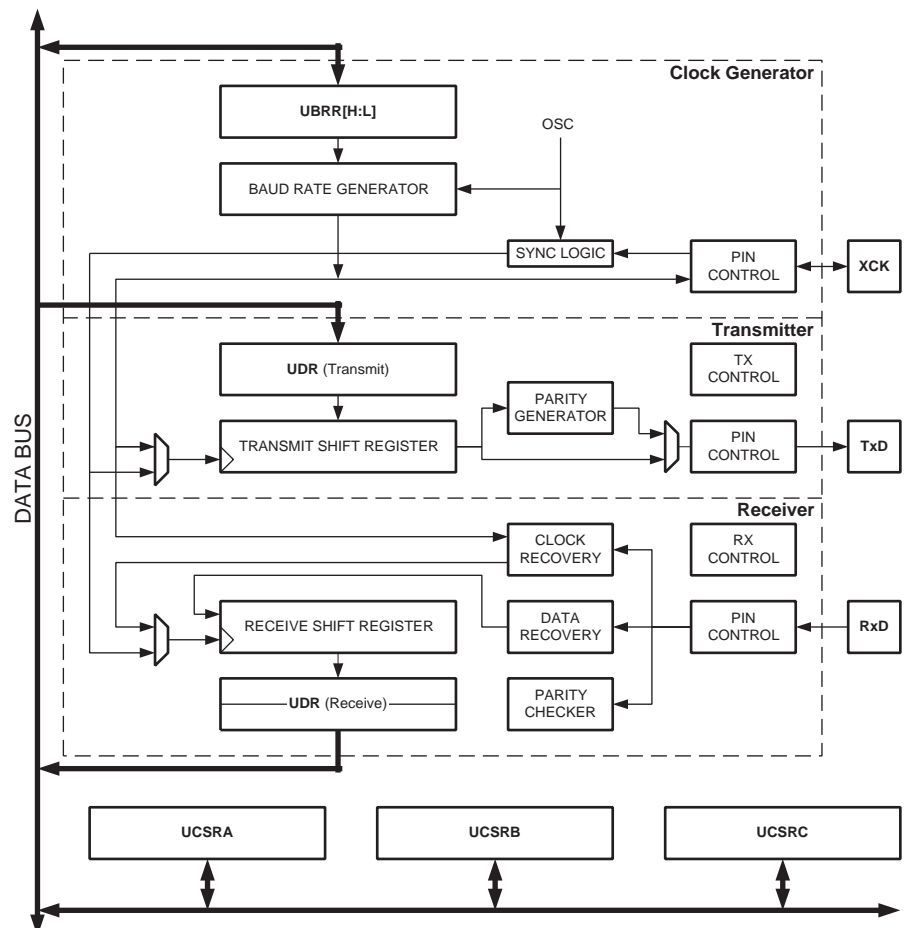 Clock Generator
UBRR[H:L]
OSC
BAUD RATE GENERATOR
SYNC LOGIC
PIN
CONTROL
XCK
Transmitter
UDR (Transmit)
TX
CONTROL
PARITY
GENERATOR
TRANSMIT SHIFT REGISTER
PIN
CONTROL
TxD
DATA BUS
Receiver
CLOCK
RECOVERY
RX
CONTROL
RECEIVE SHIFT REGISTER
DATA
RECOVERY
PIN
CONTROL
RxD
UDR (Receive)
PARITY
CHECKER
UCSRA
UCSRB
UCSRC